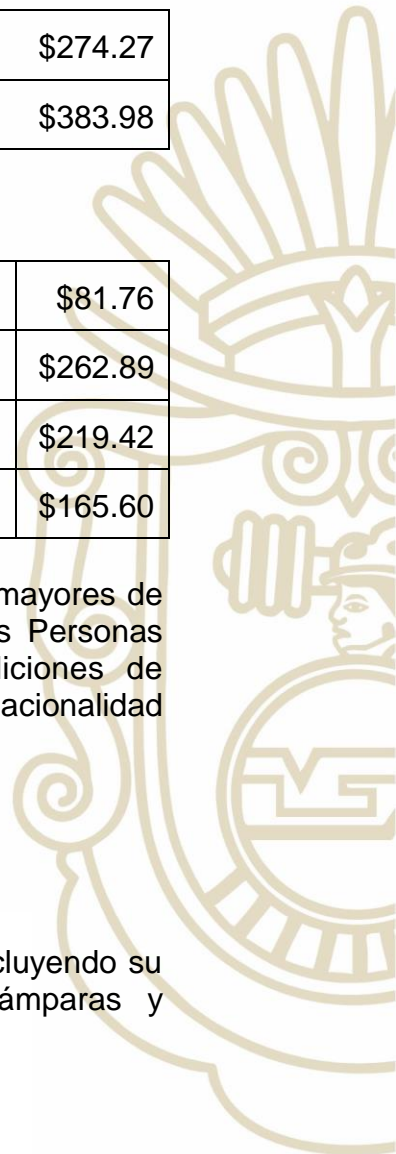 $274.27
$383.98
$81.76
$262.89
$219.42
$165.60
mayores de
s Personas
diciones de
acionalidad
cluyendo su
ámparas y